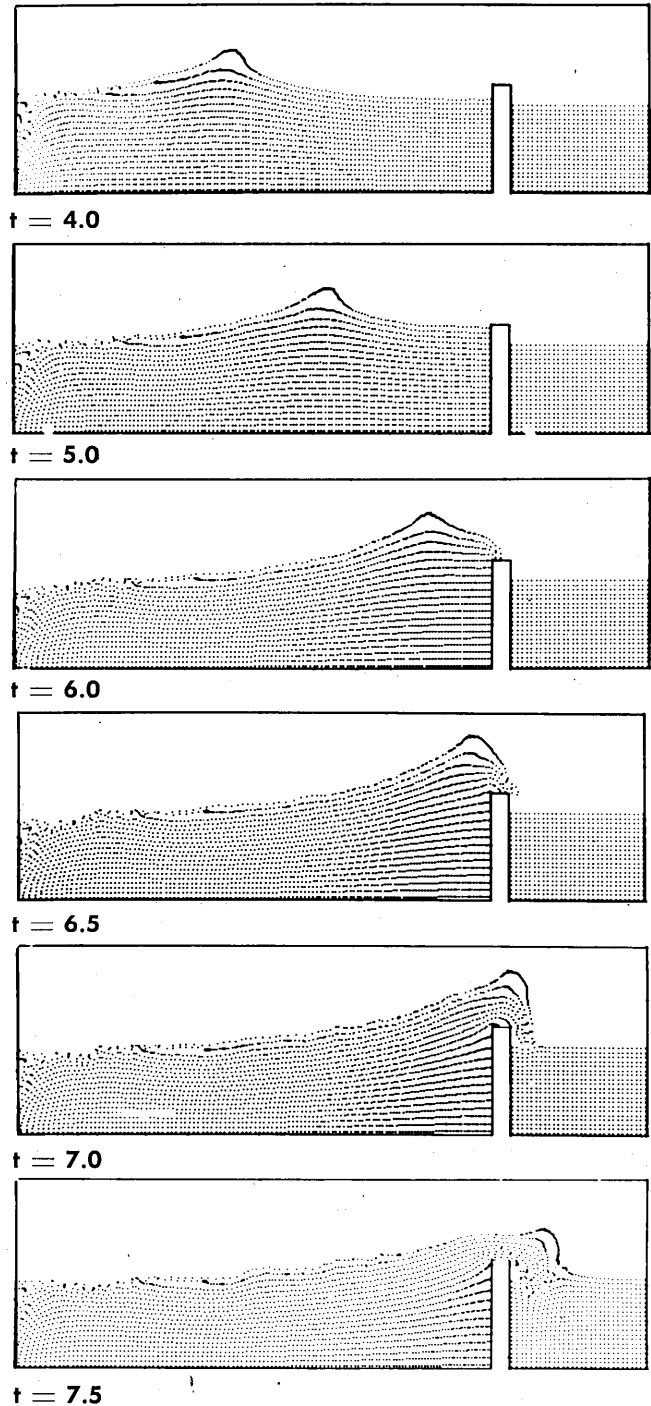 t = 4.0
t = 5.0
t = 6.0
t = 6.5
t = 7.0
t = 7.5